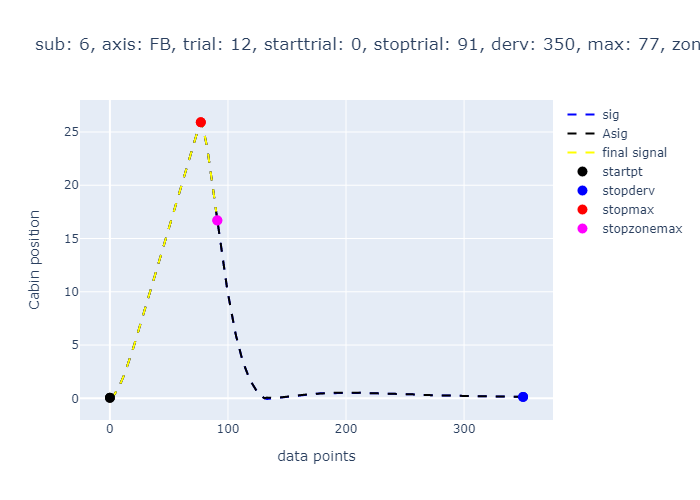 sub: 6, axis: FB, trial: 12, starttrial: 0, stoptrial: 91, derv: 350, max: 77, zon
sig
Asig
final signal
startpt
stopderv
stopmax
stopzonemax
Cabin position
25
20
15
10
5
0
0 100 200 300
data points